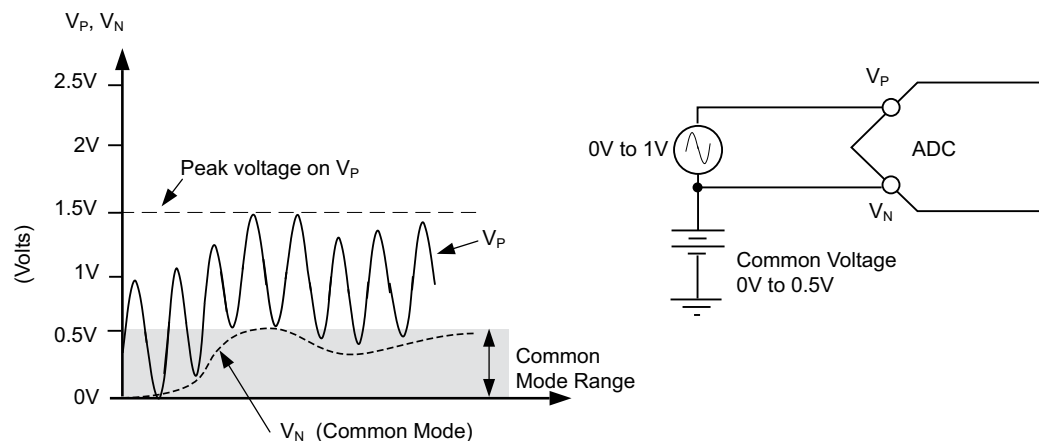 V_P, V_N
2.5V
2V
Peak voltage on V_P
1.5V
V_P
(Volts)
1V
0.5V
Common
Mode Range
0V
V_N (Common Mode)
V_P
0V to 1V
ADC
V_N
Common Voltage
0V to 0.5V